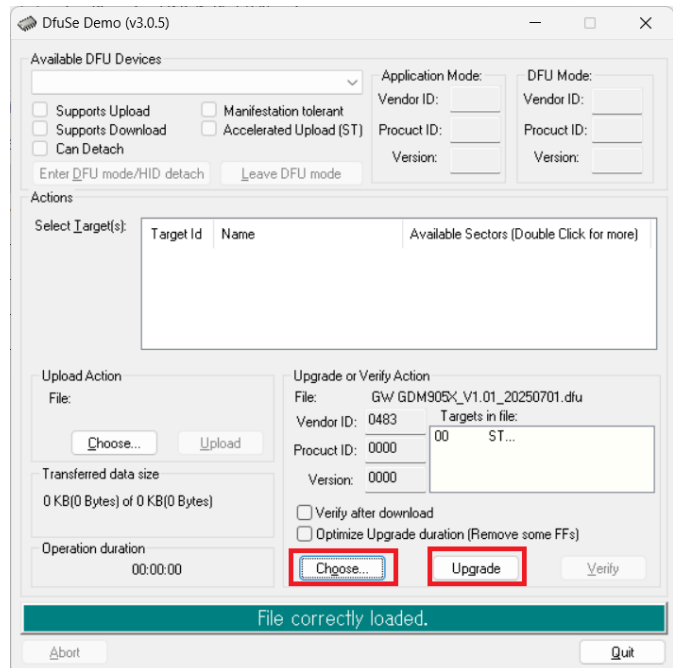 DfuSe Demo (v3.0.5)
Available DFU Devices
Supports Upload
Manifestation tolerant
Supports Download
Accelerated Upload (ST)
Can Detach
Enter DFU mode/HID detach
Leave DFU mode
Application Mode:
Vendor ID:
Procuct ID:
Version:
DFU Mode:
Vendor ID:
Procuct ID:
Version:
Actions
Select Target(s):
Target Id
Name
Available Sectors (Double Click for more)
Upload Action
File:
Choose...
Upload
Transferred data size
0 KB(0 Bytes) of 0 KB(0 Bytes)
Operation duration
00:00:00
Upgrade or Verify Action
File:
GW GDM905X_V1.01_20250701.dfu
Vendor ID: 0483
Procuct ID: 0000
Version: 0000
Targets in file:
00 ST...
Verify after download
Optimize Upgrade duration (Remove some FFs)
Choose...
Upgrade
Verify
File correctly loaded.
Abort
Quit